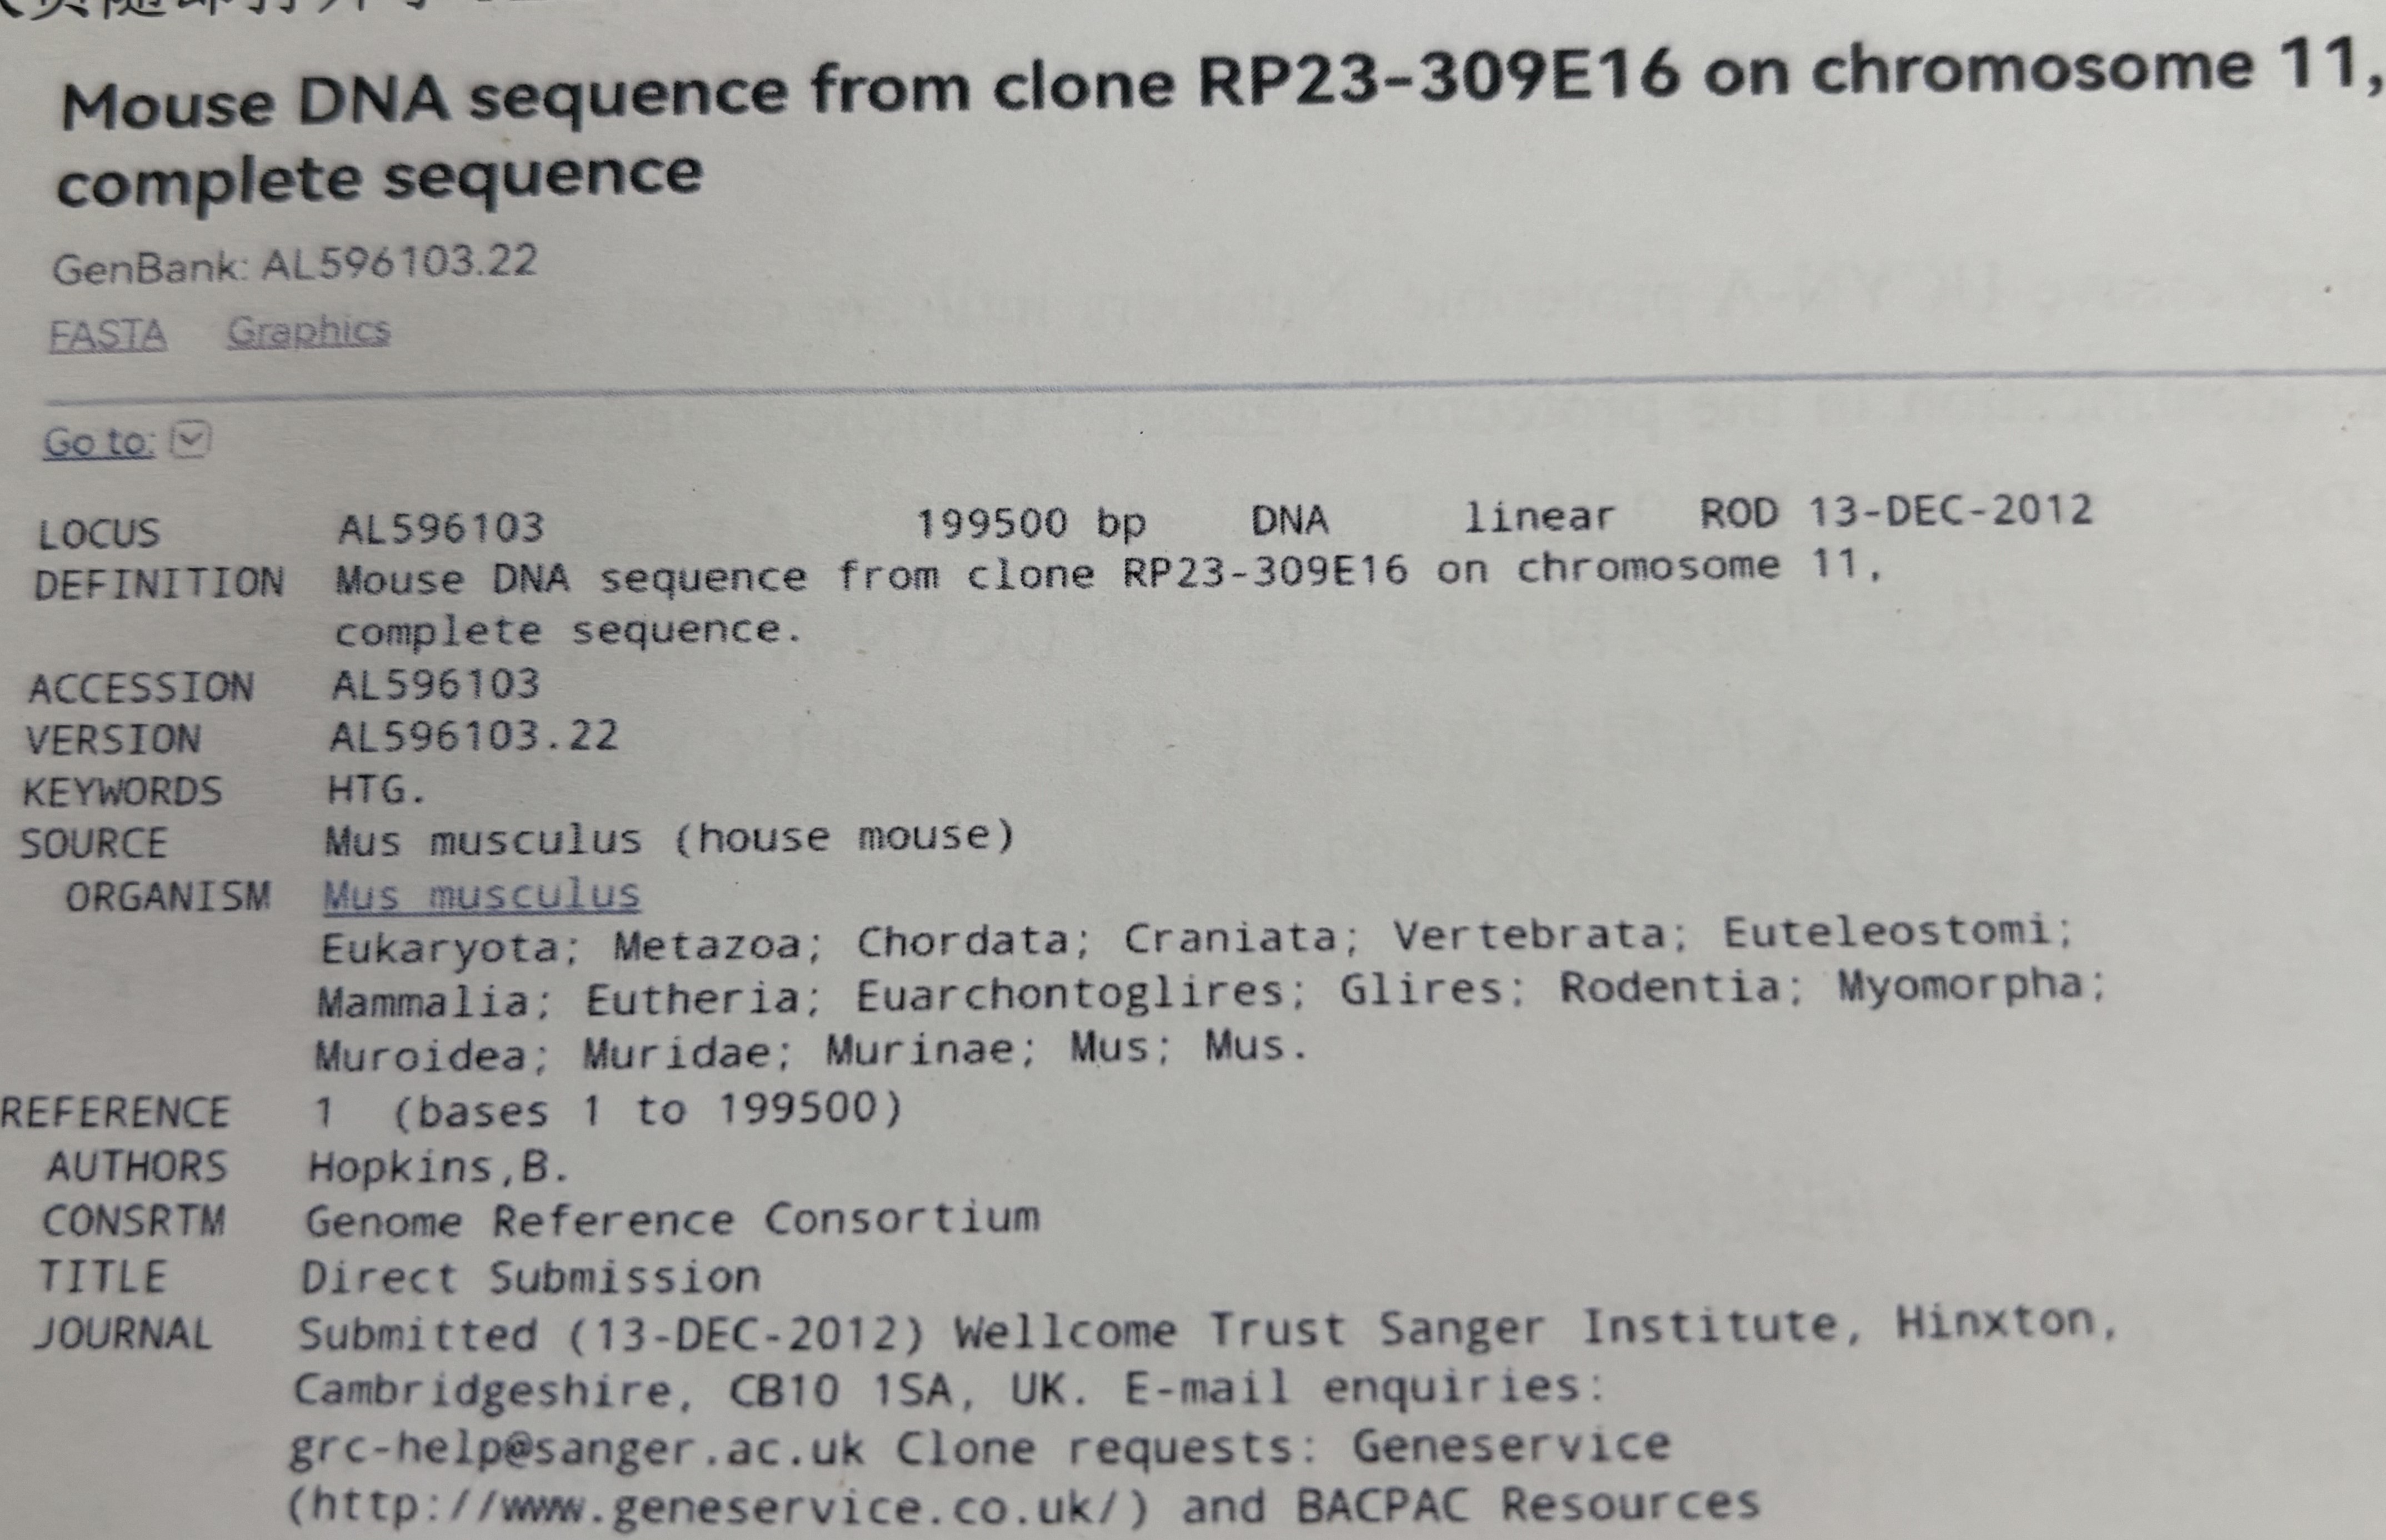 Mouse DNA sequence from clone RP23-309E16 on chromosome 11,
complete sequence
GenBank: AL596103.22
FASTA Graphics
Go to:
LOCUS AL596103 199500 bp DNA linear ROD 13-DEC-2012
DEFINITION Mouse DNA sequence from clone RP23-309E16 on chromosome 11,
complete sequence.
ACCESSION AL596103
VERSION AL596103.22
KEYWORDS HTG.
SOURCE Mus musculus (house mouse)
ORGANISM Mus musculus
Eukaryota; Metazoa; Chordata; Craniata; Vertebrata; Euteleostomi;
Mammalia; Eutheria; Euarchontoglires; Glires; Rodentia; Myomorpha;
Muroidea; Muridae; Murinae; Mus; Mus.
REFERENCE 1 (bases 1 to 199500)
AUTHORS Hopkins,B.
CONSRTM Genome Reference Consortium
TITLE Direct Submission
JOURNAL Submitted (13-DEC-2012) Wellcome Trust Sanger Institute, Hinxton,
Cambridgeshire, CB10 1SA, UK. E-mail enquiries:
grc-help@sanger.ac.uk Clone requests: Geneservice
(http://www.geneservice.co.uk/) and BACPAC Resources